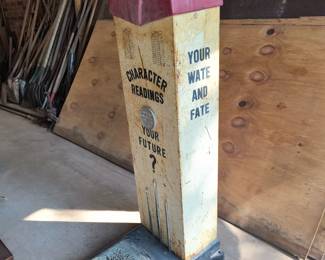 CHARACTER
READINGS
YOUR
FUTURE
?
YOUR
WATE
AND
FATE